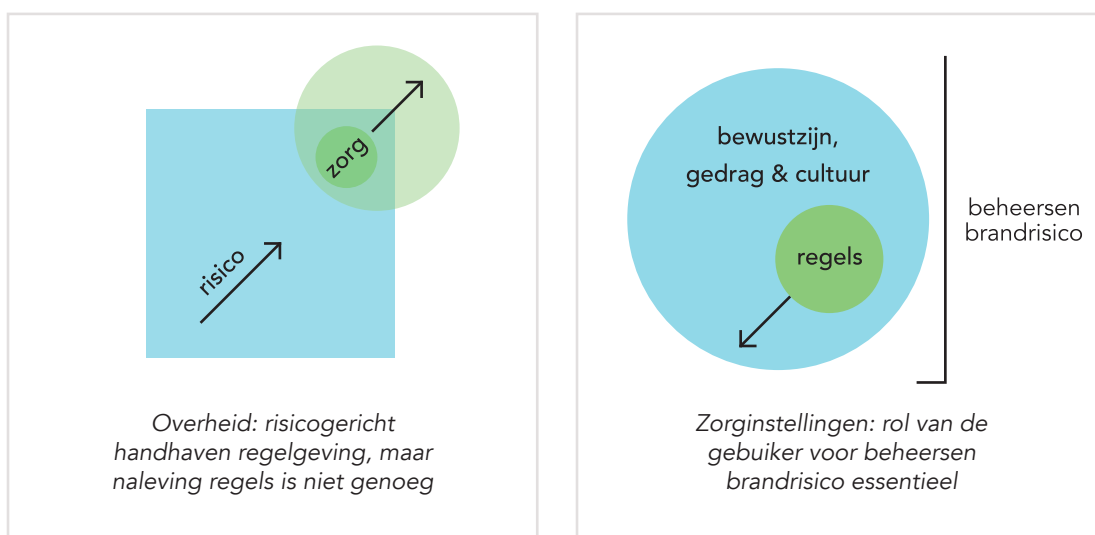 zorg
risico
Overheid: risicogericht
handhaven regelgeving, maar
naleving regels is niet genoeg
bewustzijn,
gedrag & cultuur
regels
beheersen
brandrisico
Zorginstellingen: rol van de
gebuiker voor beheersen
brandrisico essentieel